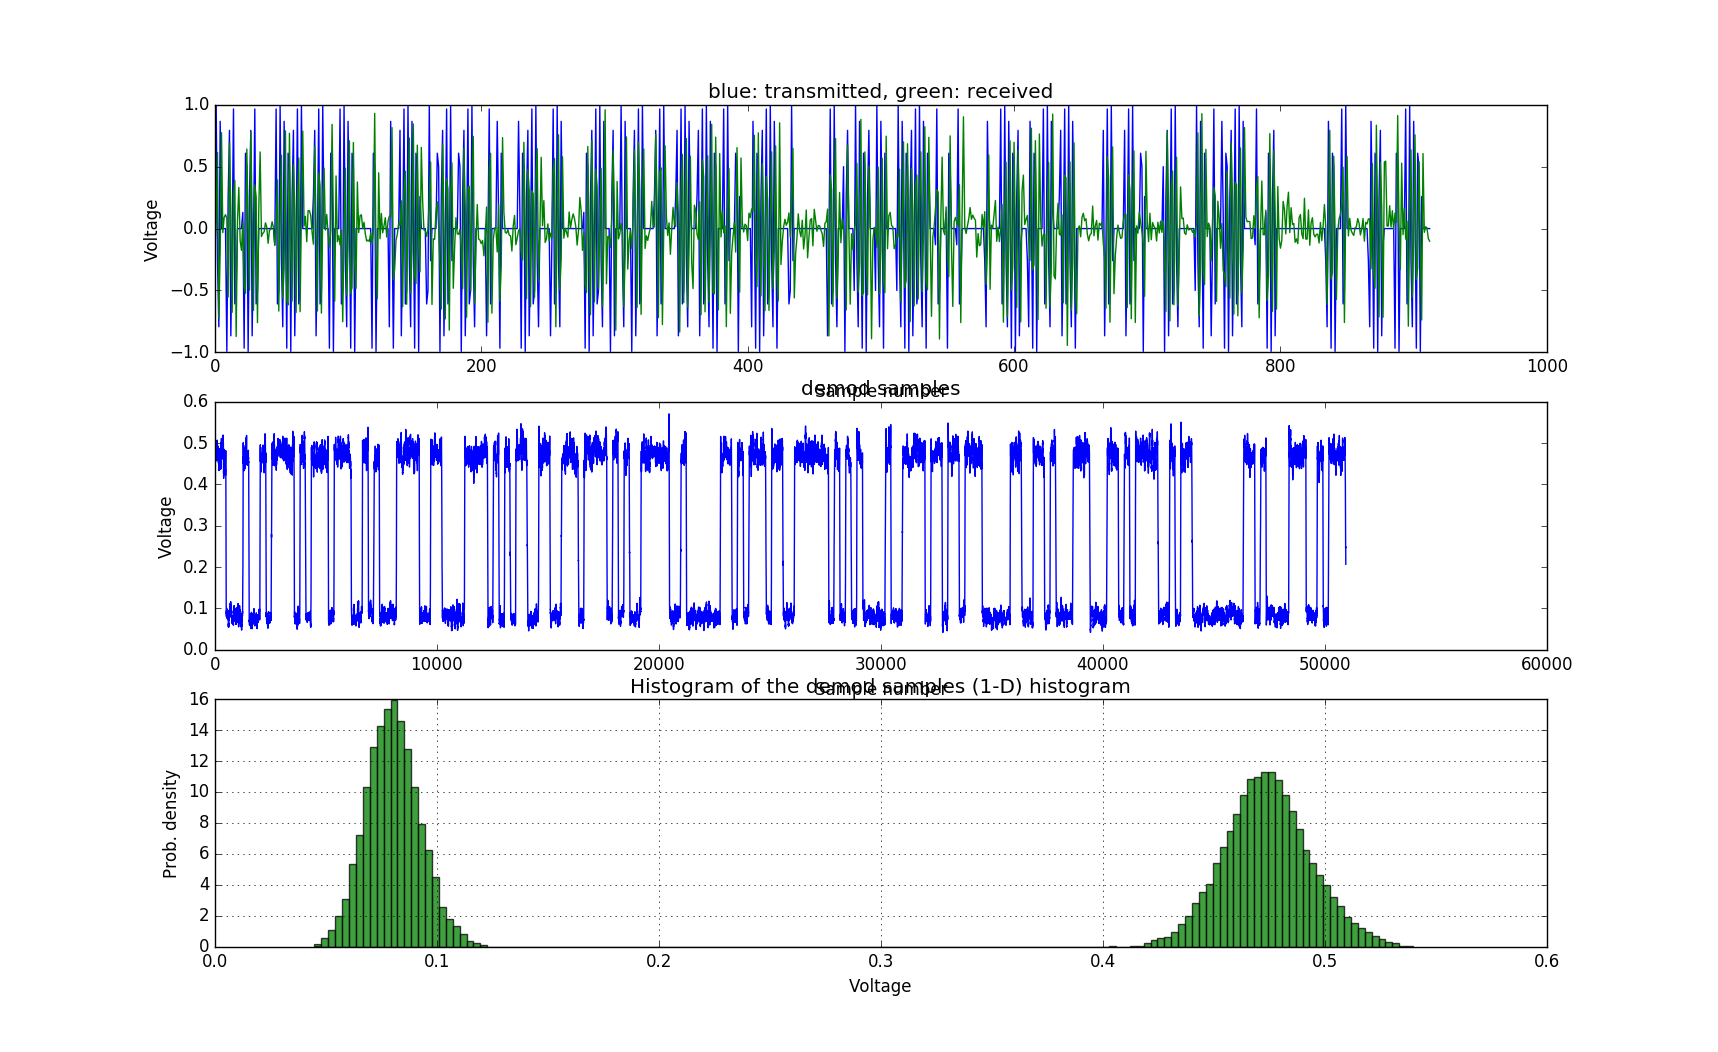 blue: transmitted, green: received
1.0
0.5
0.0
−0.5
−1.0
Voltage
0 200 400 600 800 1000
Sample number
demod samples
0.6
0.5
0.4
0.3
0.2
0.1
0.0
Voltage
0 10000 20000 30000 40000 50000 60000
Sample number
Histogram of the demod samples (1-D) histogram
16
14
12
10
8
6
4
2
0
Prob. density
0.0 0.1 0.2 0.3 0.4 0.5 0.6
Voltage